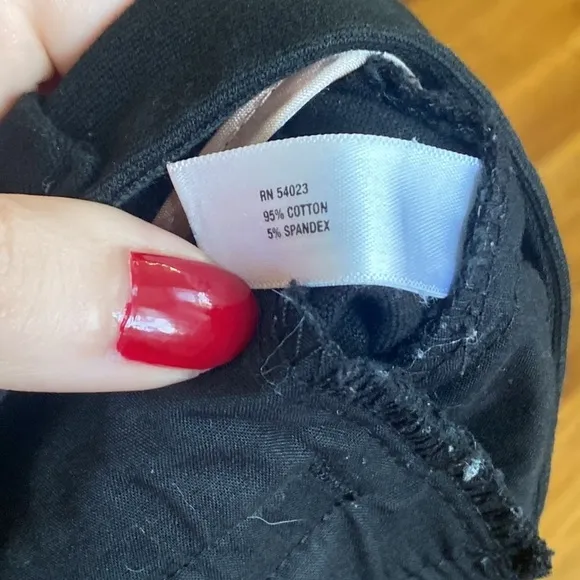 RN 54023
95% COTTON
5% SPANDEX